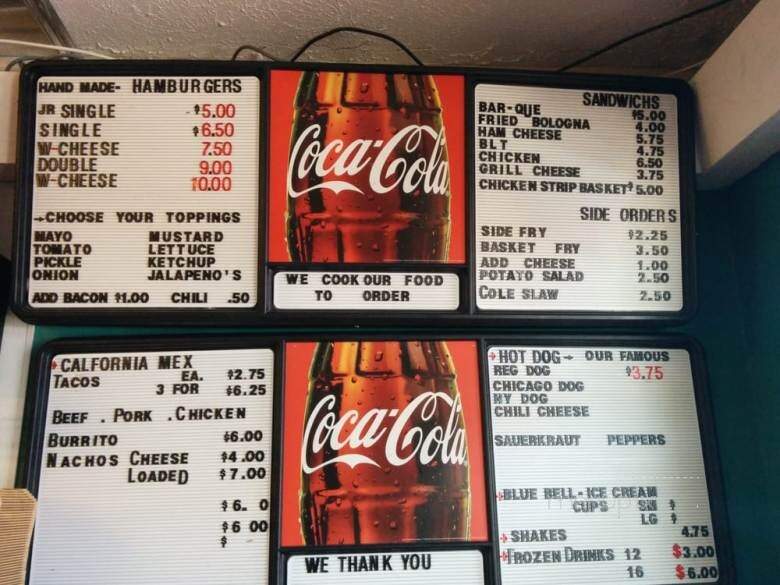 HAND MADE- HAMBURGERS
JR SINGLE $5.00
SINGLE $6.50
W-CHEESE 7.50
DOUBLE 9.00
W-CHEESE 10.00
→CHOOSE YOUR TOPPINGS
MAYO MUSTARD
TOMATO LETTUCE
PICKLE KETCHUP
ONION JALAPENO'S
ADD BACON $1.00 CHILI .50
Coca-Cola
WE COOK OUR FOOD
TO ORDER
SANDWICHS
BAR-QUE $5.00
FRIED BOLOGNA 4.00
HAM CHEESE 5.75
BLT 4.75
CHICKEN 6.50
GRILL CHEESE 3.75
CHICKEN STRIP BASKET $5.00
SIDE ORDERS
SIDE FRY $2.25
BASKET FRY 3.50
ADD CHEESE 1.00
POTATO SALAD 2.50
COLE SLAW 2.50
CALFORNIA MEX
TACOS EA. $2.75
3 FOR $6.25
BEEF . PORK . CHICKEN
BURRITO $6.00
NACHOS CHEESE $4.00
LOADED $7.00
$6. 0
$6 00
$
Coca-Cola
WE THANK YOU
HOT DOG→ OUR FAMOUS
REG DOG $3.75
CHICAGO DOG
NY DOG
CHILI CHEESE
SAUERKRAUT PEPPERS
BLUE BELL-ICE CREAM
CUPS SM $
LG $
SHAKES 4.75
FROZEN DRINKS 12 $3.00
16 $6.00